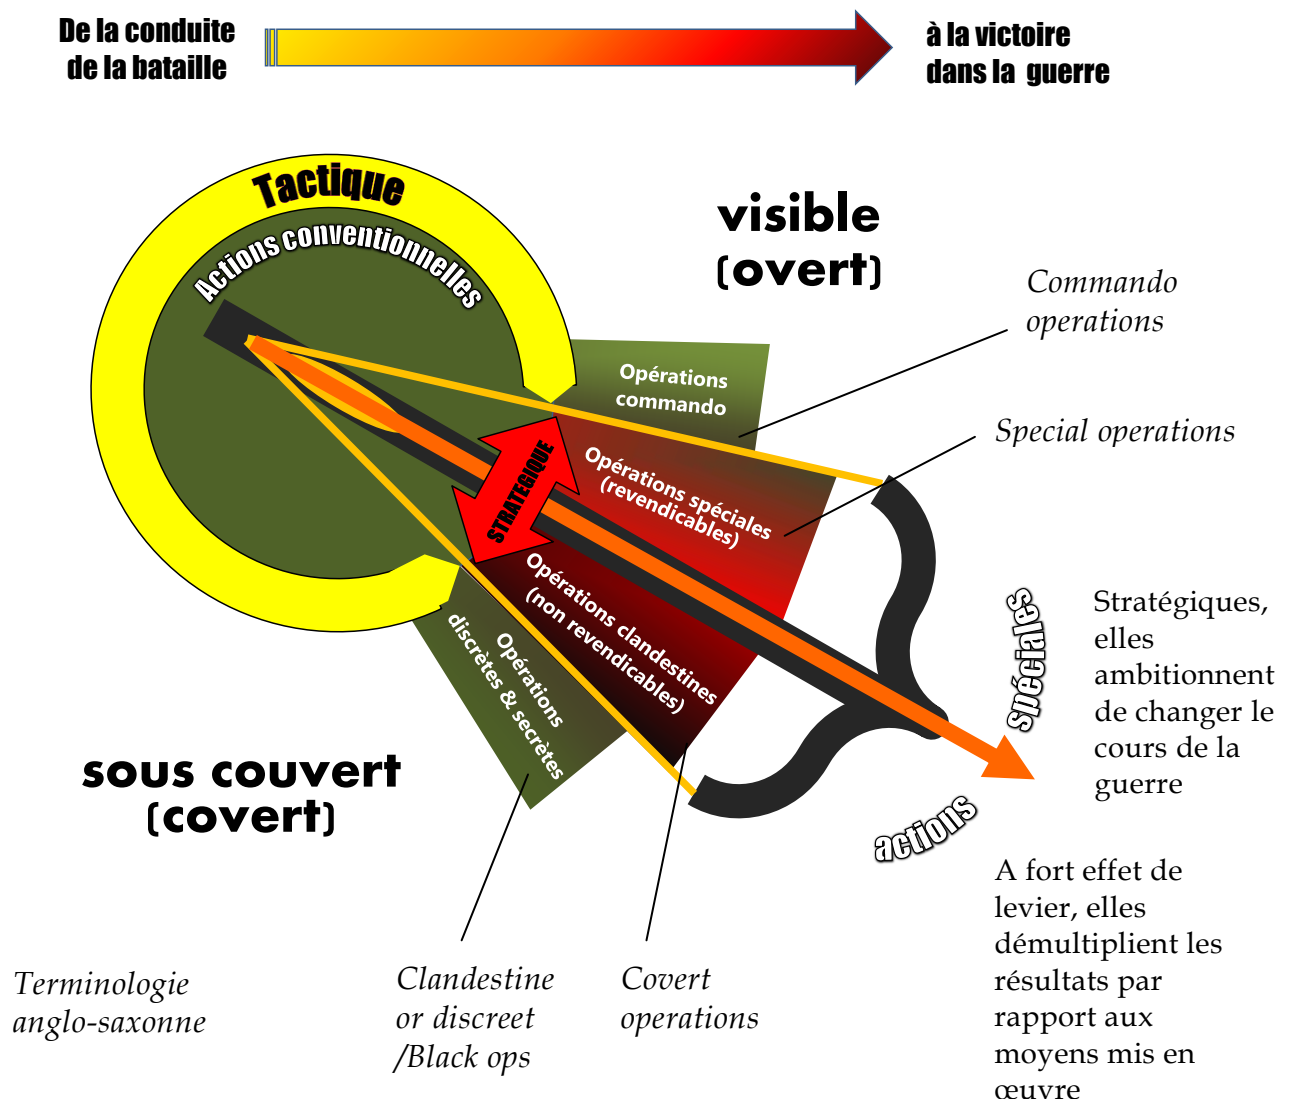 De la conduite
de la bataille
à la victoire
dans la guerre
Tactique
Actions conventionnelles
visible
(overt)
Commando
operations
Opérations
commando
Special operations
STRATEGIQUE
Opérations spéciales
(revendicables)
Opérations clandestines
(non revendicables)
Opérations
discrètes & secrètes
spéciales
actions
Stratégiques,
elles
ambitionnent
de changer le
cours de la
guerre
sous couvert
(covert)
A fort effet de
levier, elles
démultiplient les
résultats par
rapport aux
moyens mis en
œuvre
Terminologie
anglo-saxonne
Clandestine
or discreet
/Black ops
Covert
operations